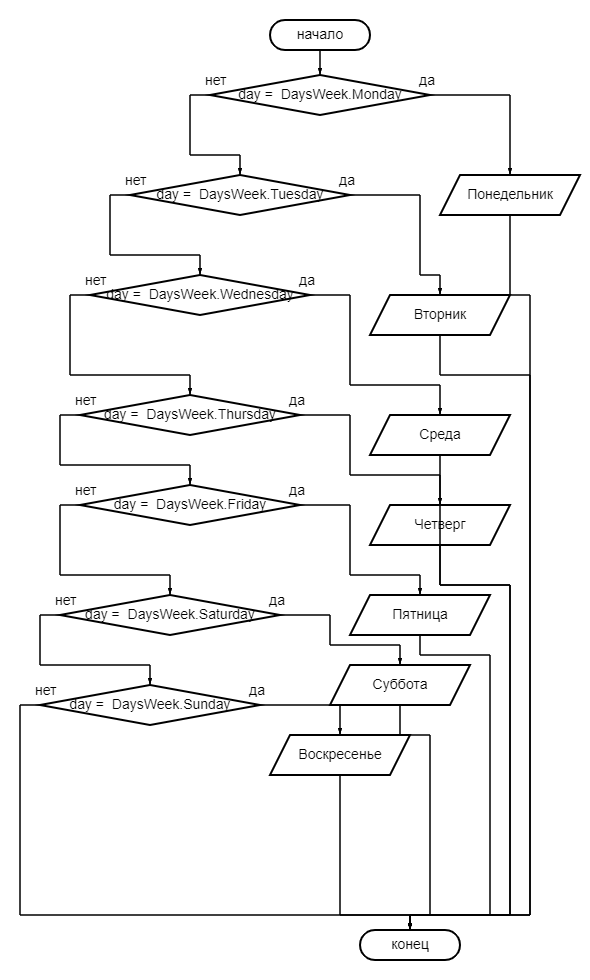 начало
нет
да
day =  DaysWeek.Monday
нет
да
day =  DaysWeek.Tuesday
Понедельник
нет
да
day =  DaysWeek.Wednesday
Вторник
нет
да
day =  DaysWeek.Thursday
Среда
нет
да
day =  DaysWeek.Friday
Четверг
нет
да
day =  DaysWeek.Saturday
Пятница
нет
да
day =  DaysWeek.Sunday
Суббота
Воскресенье
конец